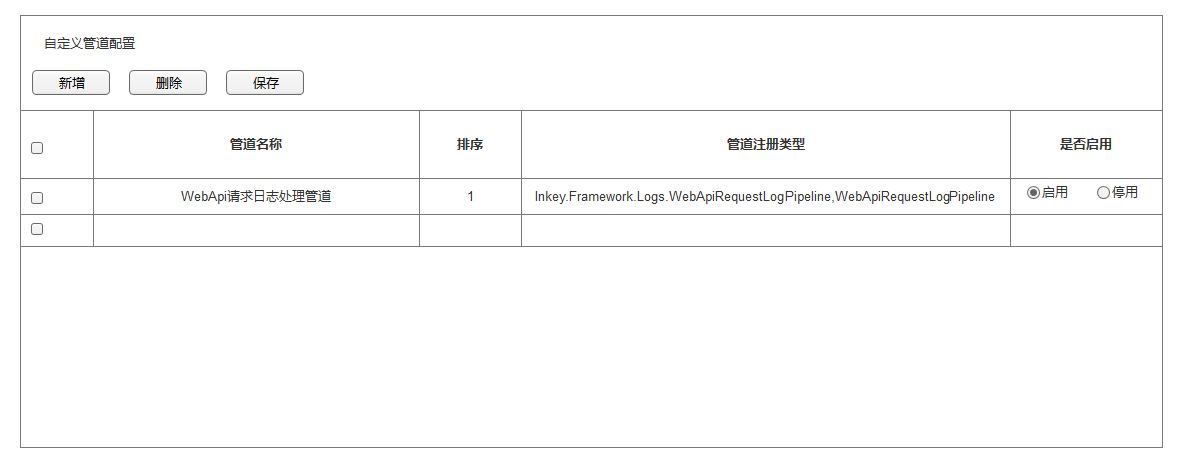 自定义管道配置
新增 删除 保存
管道名称 排序 管道注册类型 是否启用
WebApi请求日志处理管道 1 Inkey.Framework.Logs.WebApiRequestLogPipeline,WebApiRequestLogPipeline 启用 停用